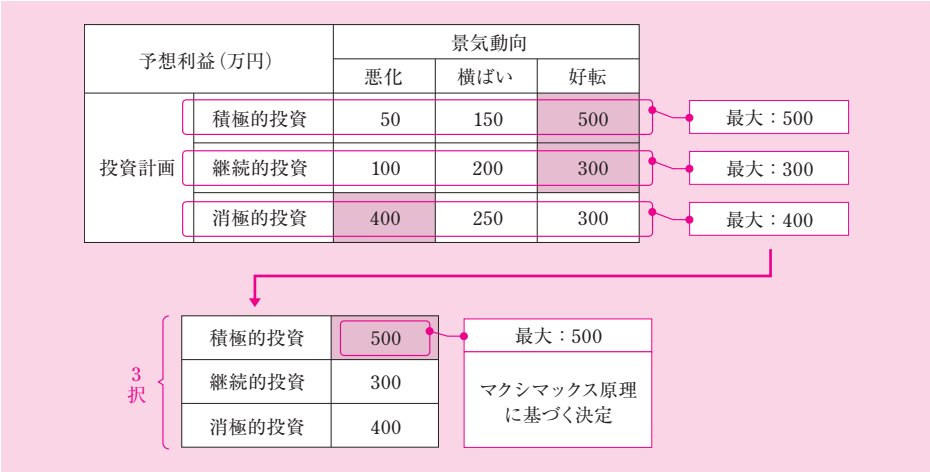 予想利益(万円)
景気動向
悪化 横ばい 好転
投資計画
積極的投資 50 150 500
最大：500
継続的投資 100 200 300
最大：300
消極的投資 400 250 300
最大：400
3択
積極的投資 500
継続的投資 300
消極的投資 400
最大：500
マクシマックス原理
に基づく決定